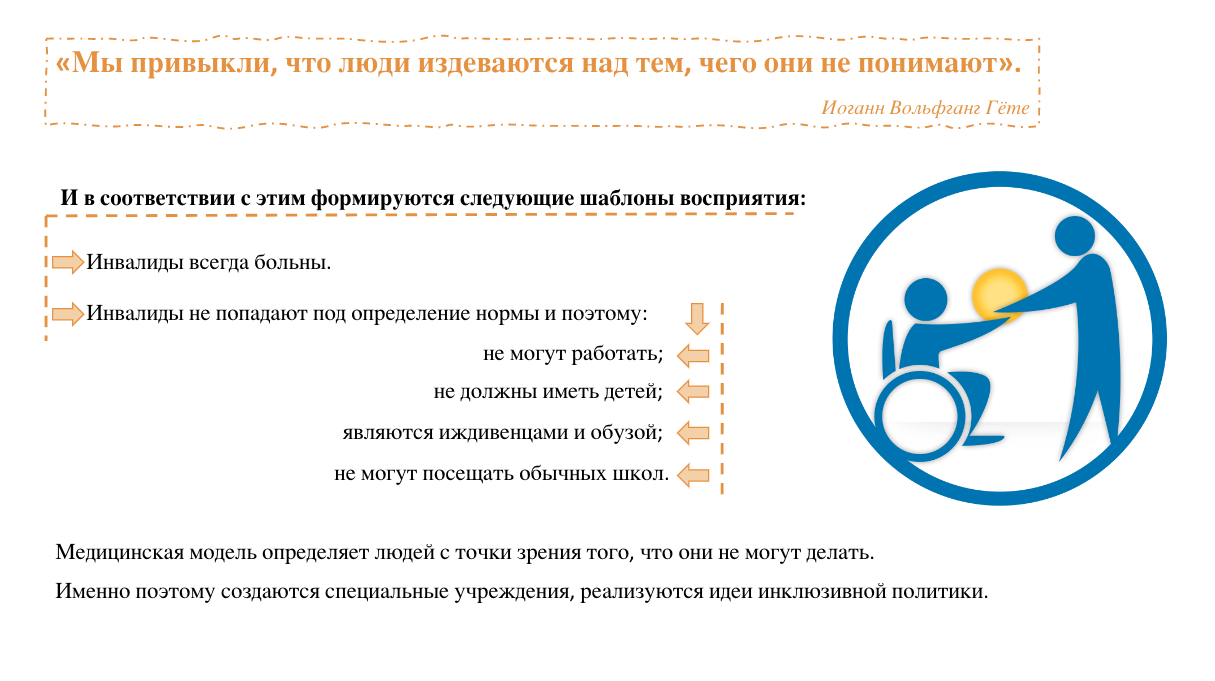 «Мы привыкли, что люди издеваются над тем, чего они не понимают».
Иоганн Вольфганг Гёте
И в соответствии с этим формируются следующие шаблоны восприятия:
Инвалиды всегда больны.
Инвалиды не попадают под определение нормы и поэтому:
не могут работать;
не должны иметь детей;
являются иждивенцами и обузой;
не могут посещать обычных школ.
Медицинская модель определяет людей с точки зрения того, что они не могут делать.
Именно поэтому создаются специальные учреждения, реализуются идеи инклюзивной политики.